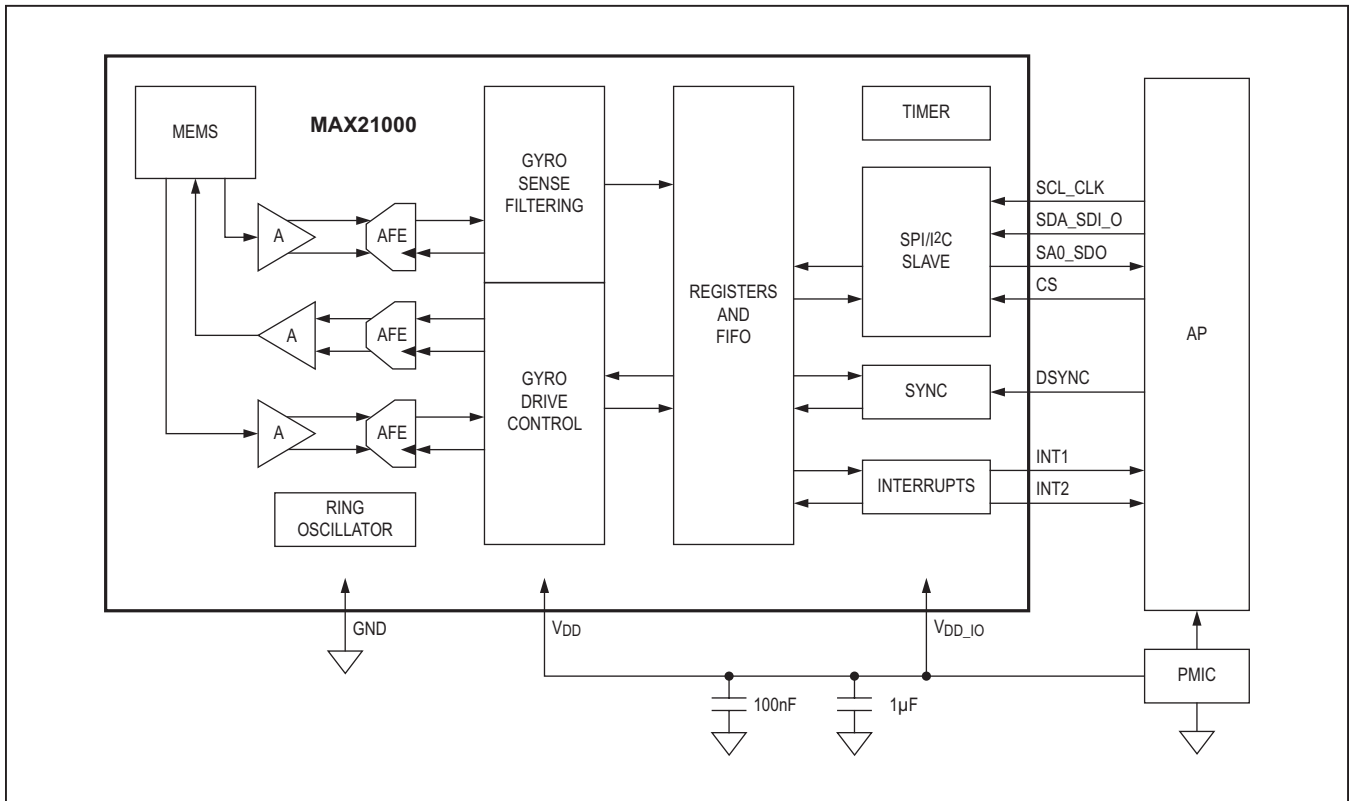 MEMS
MAX21000
A
AFE
A
AFE
A
AFE
RING
OSCILLATOR
GYRO
SENSE
FILTERING
GYRO
DRIVE
CONTROL
REGISTERS
AND
FIFO
TIMER
SPI/I2C
SLAVE
SYNC
INTERRUPTS
SCL_CLK
SDA_SDI_O
SA0_SDO
CS
DSYNC
INT1
INT2
AP
GND
VDD
VDD_IO
PMIC
100nF
1µF